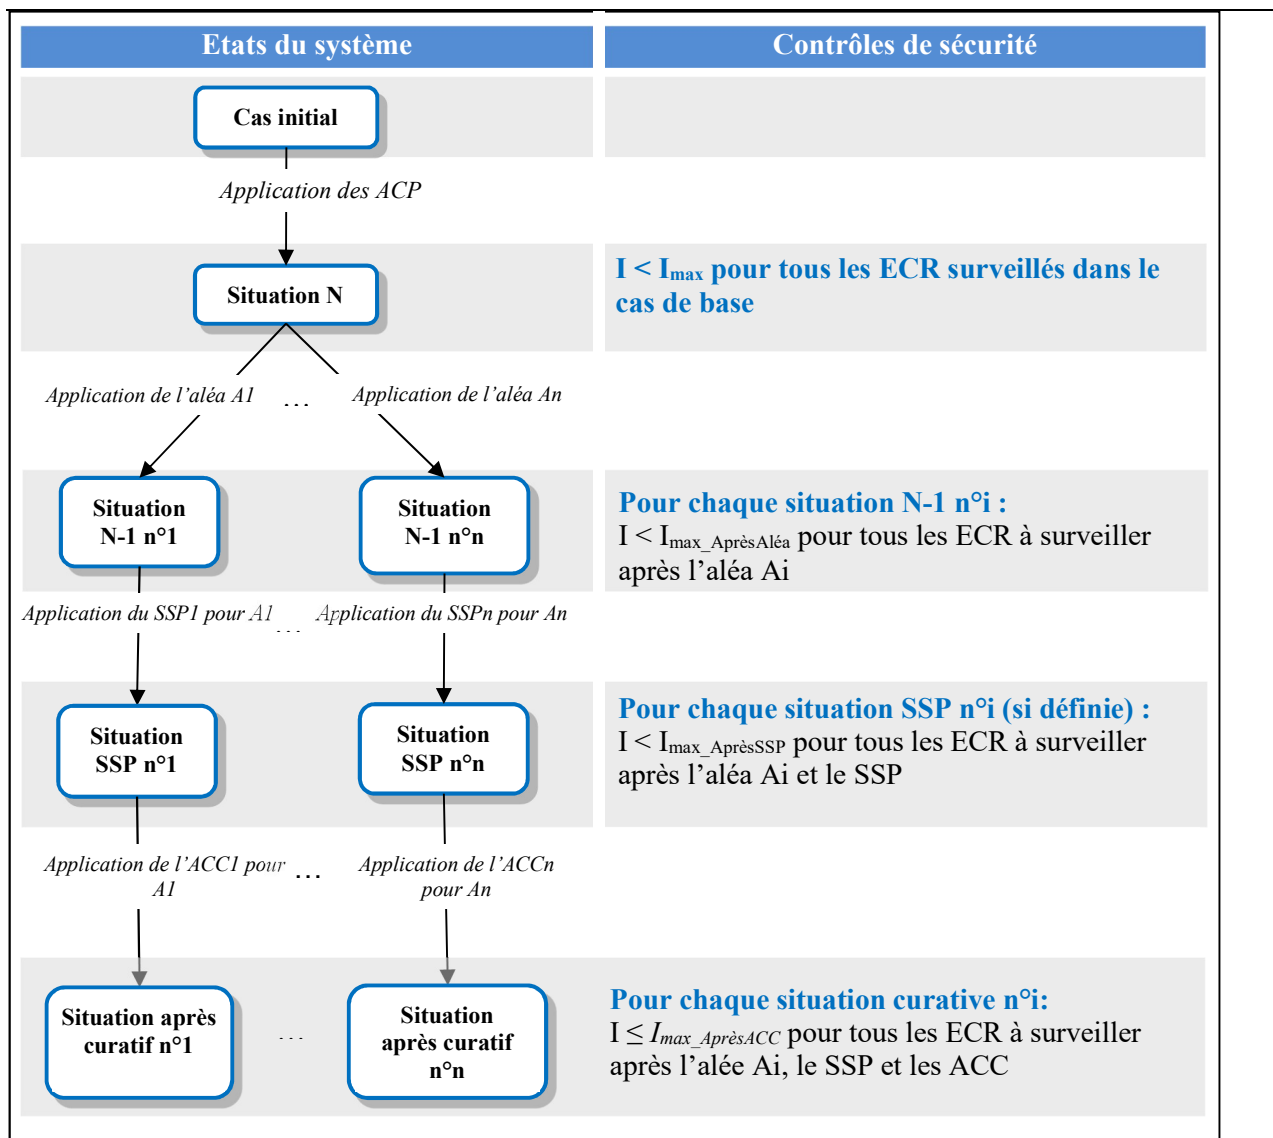 Etats du système
Contrôles de sécurité
Cas initial
Application des ACP
Situation N
I < Imax pour tous les ECR surveillés dans le
cas de base
Application de l’aléa A1 … Application de l’aléa An
Situation
N-1 n°1
Situation
N-1 n°n
Pour chaque situation N-1 n°i :
I < Imax_AprèsAléa pour tous les ECR à surveiller
après l’aléa Ai
Application du SSP1 pour A1 … Application du SSPn pour An
Situation
SSP n°1
Situation
SSP n°n
Pour chaque situation SSP n°i (si définie) :
I < Imax_AprèsSSP pour tous les ECR à surveiller
après l’aléa Ai et le SSP
Application de l’ACC1 pour
A1
…
Application de l’ACCn
pour An
Situation après
curatif n°1
…
Situation
après curatif
n°n
Pour chaque situation curative n°i:
I ≤ Imax_AprèsACC pour tous les ECR à surveiller
après l’alée Ai, le SSP et les ACC